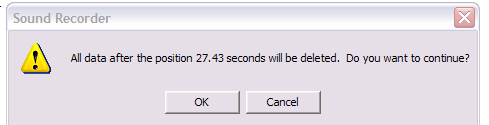 Sound Recorder
All data after the position 27.43 seconds will be deleted.  Do you want to continue?
OK
Cancel